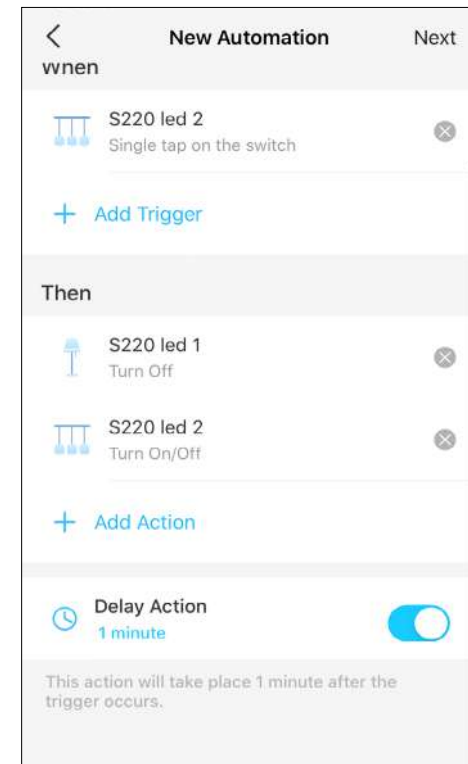 New Automation Next
When
S220 led 2
Single tap on the switch
+ Add Trigger
Then
S220 led 1
Turn Off
S220 led 2
Turn On/Off
+ Add Action
Delay Action
1 minute
This action will take place 1 minute after the
trigger occurs.